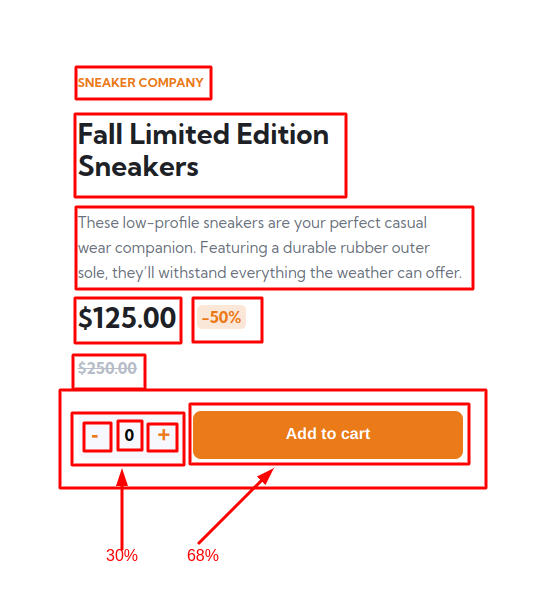 SNEAKER COMPANY
Fall Limited Edition
Sneakers
These low-profile sneakers are your perfect casual
wear companion. Featuring a durable rubber outer
sole, they'll withstand everything the weather can offer.
$125.00 -50%
$250.00
- 0 + Add to cart
30% 68%